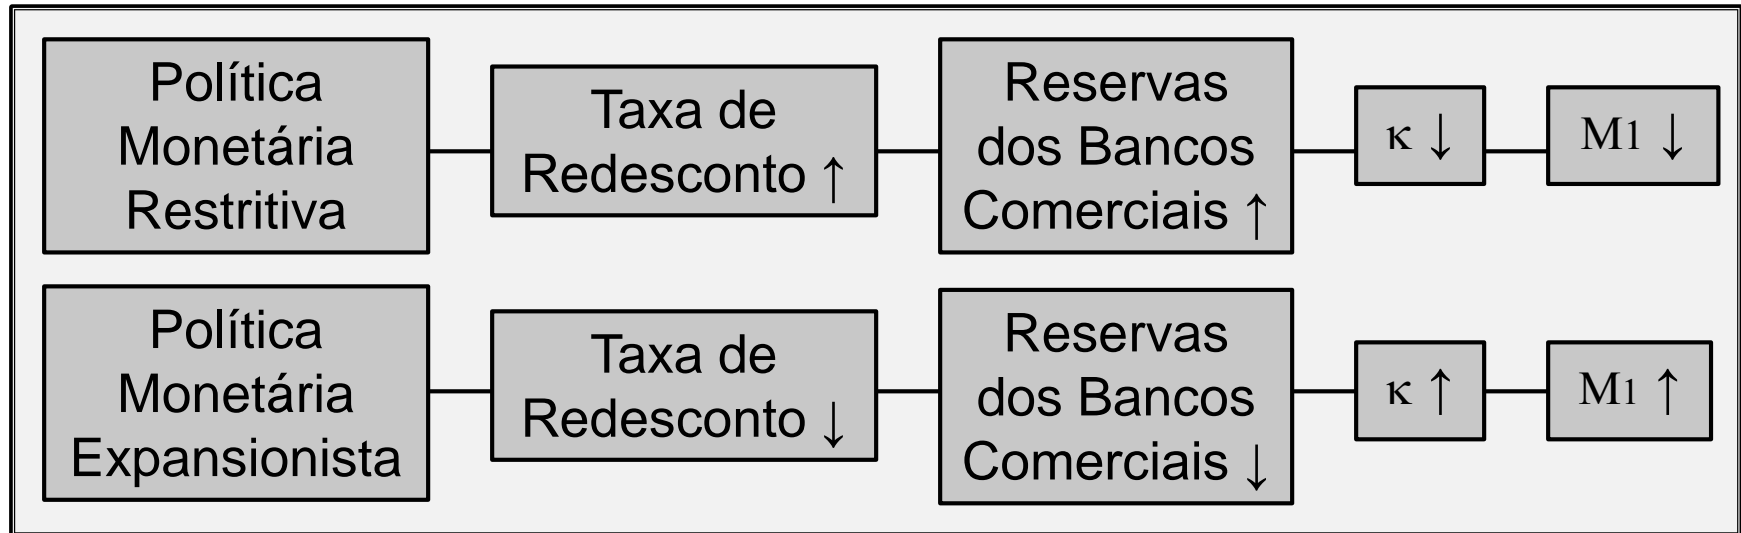 Política
Monetária
Restritiva
Taxa de
Redesconto ↑
Reservas
dos Bancos
Comerciais ↑
κ ↓
M1 ↓
Política
Monetária
Expansionista
Taxa de
Redesconto ↓
Reservas
dos Bancos
Comerciais ↓
κ ↑
M1 ↑